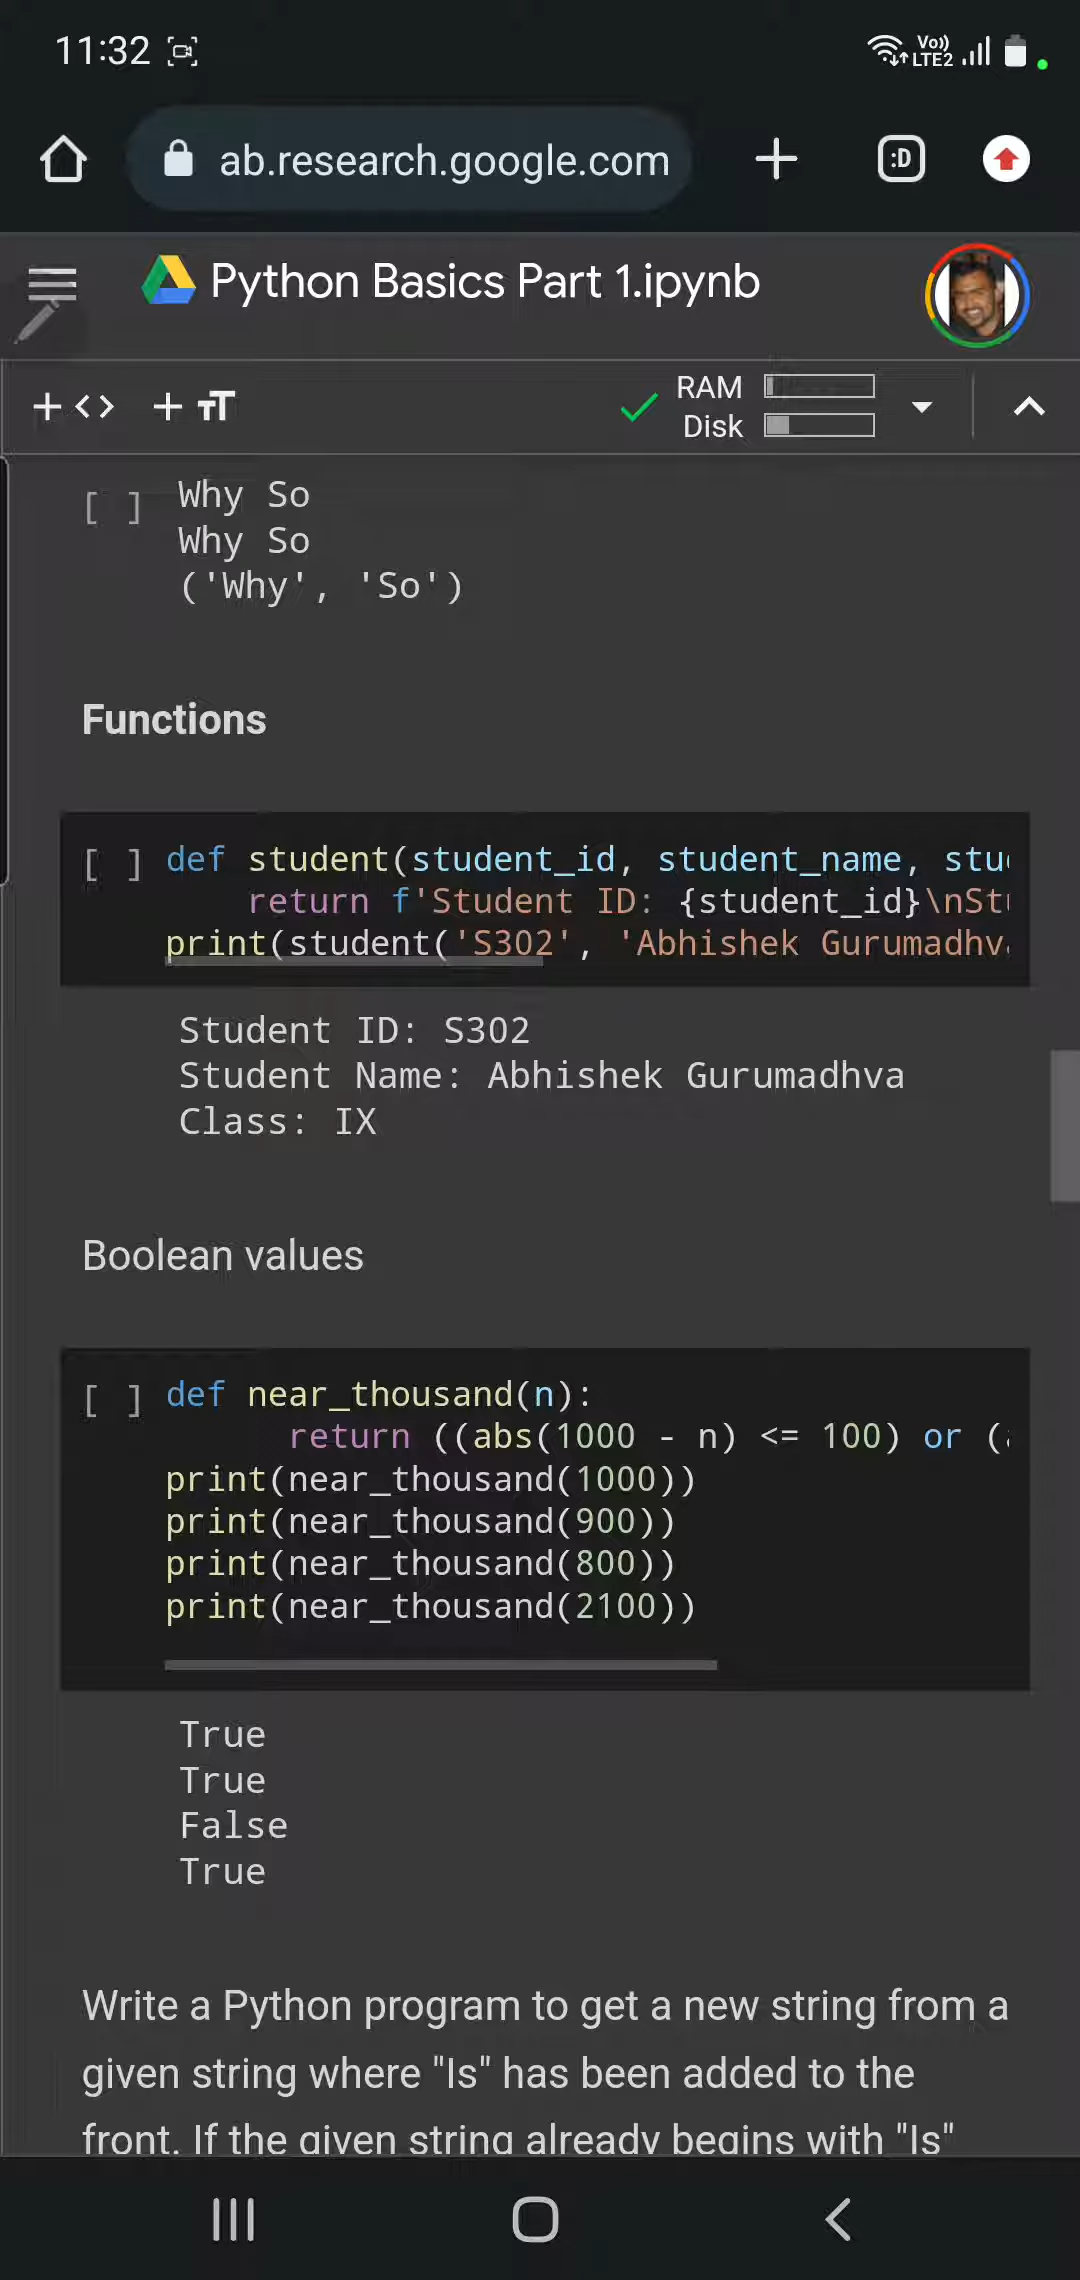 11:32
Vo))
LTE2
ab.research.google.com
:D
Python Basics Part 1.ipynb
+ <> + TT
RAM
Disk
[ ]
Why So
Why So
('Why', 'So')
Functions
[ ] def student(student_id, student_name, stu
return f'Student ID: {student_id}\nSt
print(student('S302', 'Abhishek Gurumadhv
Student ID: S302
Student Name: Abhishek Gurumadhva
Class: IX
Boolean values
[ ] def near_thousand(n):
return ((abs(1000 - n) <= 100) or (
print(near_thousand(1000))
print(near_thousand(900))
print(near_thousand(800))
print(near_thousand(2100))
True
True
False
True
Write a Python program to get a new string from a
given string where "Is" has been added to the
front. If the given string already begins with "Is"